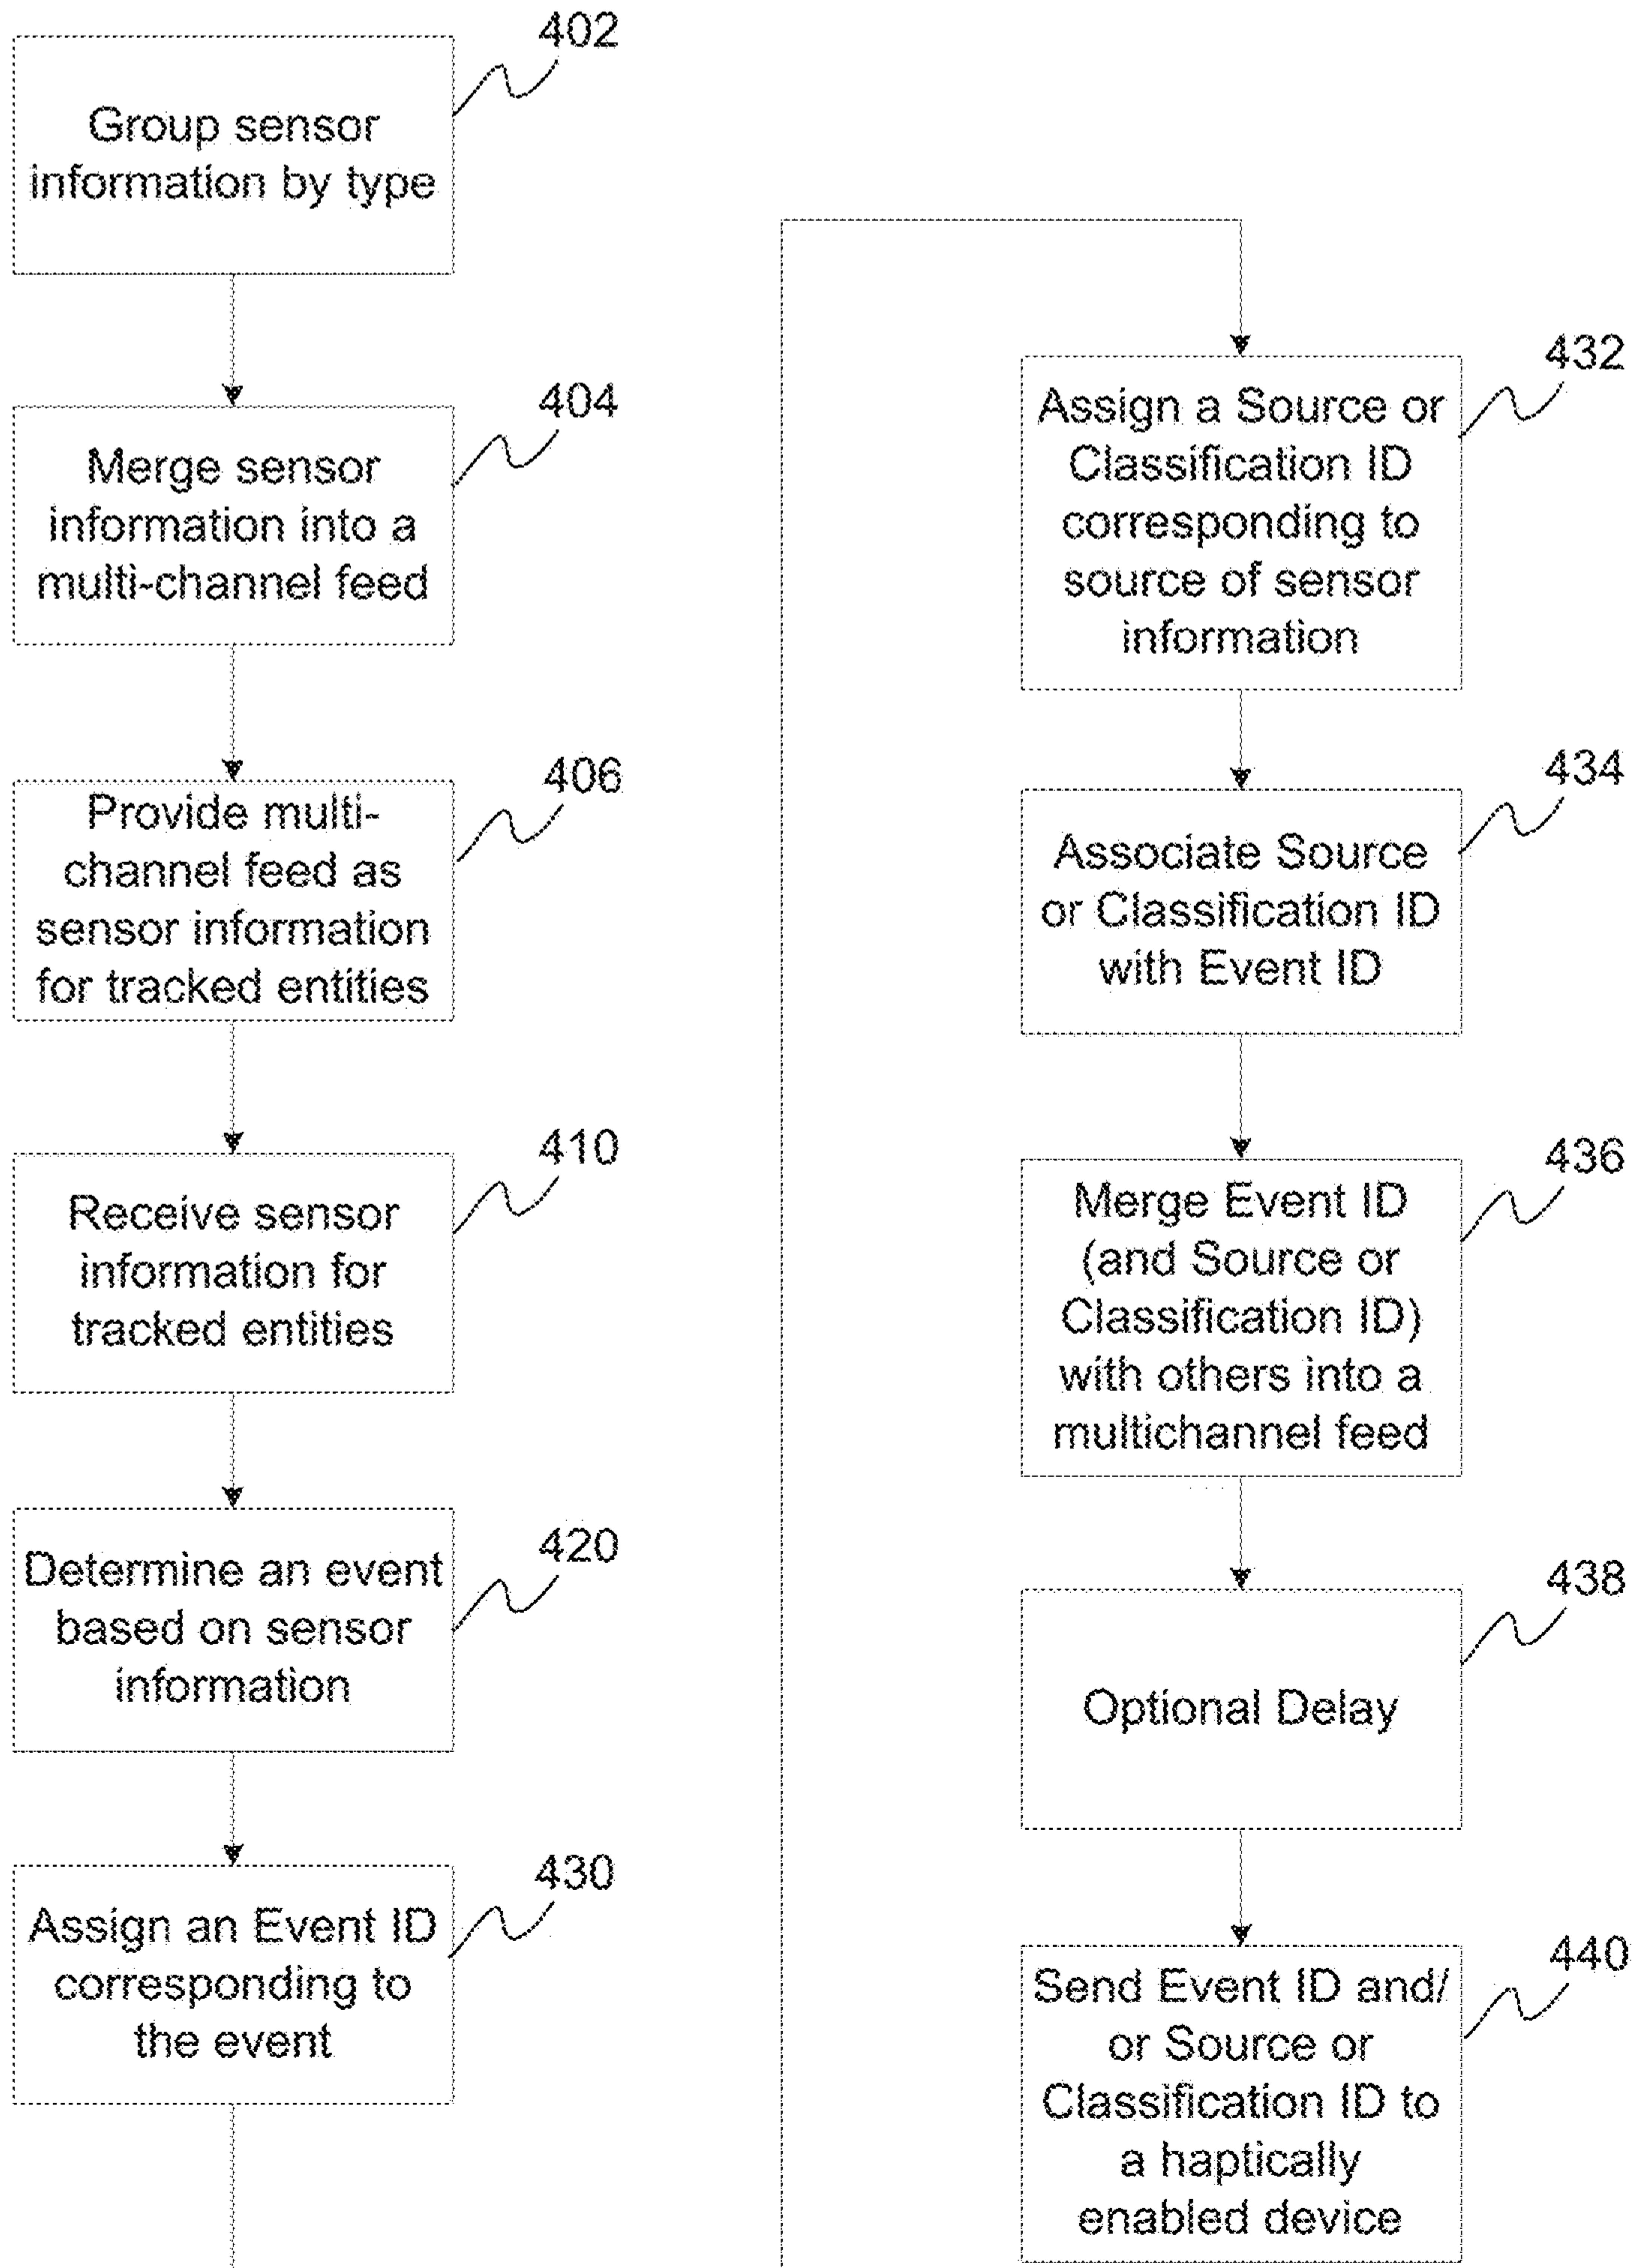 402
Group sensor
information by type
404
Merge sensor
information into a
multi-channel feed
406
Provide multi-
channel feed as
sensor information
for tracked entities
410
Receive sensor
information for
tracked entities
420
Determine an event
based on sensor
information
430
Assign an Event ID
corresponding to
the event
432
Assign a Source or
Classification ID
corresponding to
source of sensor
information
434
Associate Source
or Classification ID
with Event ID
436
Merge Event ID
(and Source or
Classification ID)
with others into a
multichannel feed
438
Optional Delay
440
Send Event ID and/
or Source or
Classification ID to
a haptically
enabled device